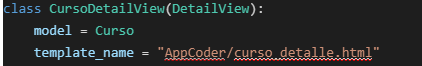 class CursoDetailView(DetailView):
    model = Curso
    template_name = "AppCoder/curso_detalle.html"